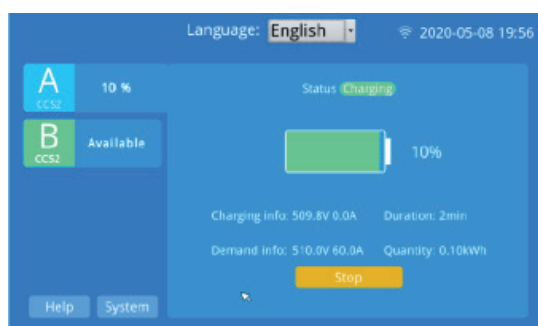 Language: English 2020-05-08 19:56
A CCS2 10 %
Status Charging
B CCS2 Available
10%
Charging info: 509.8V 0.0A Duration: 2min
Demand info: 510.0V 60.0A Quantity: 0.10kWh
Stop
Help System